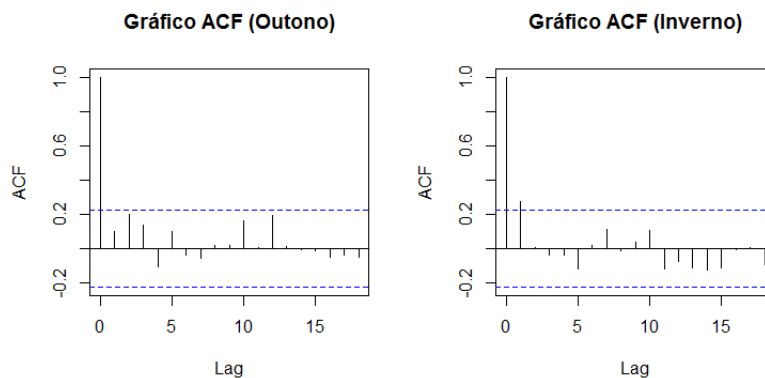 Gráfico ACF (Outono)
ACF
-0.2 0.2 0.6 1.0
0 5 10 15
Lag
Gráfico ACF (Inverno)
ACF
-0.2 0.2 0.6 1.0
0 5 10 15
Lag